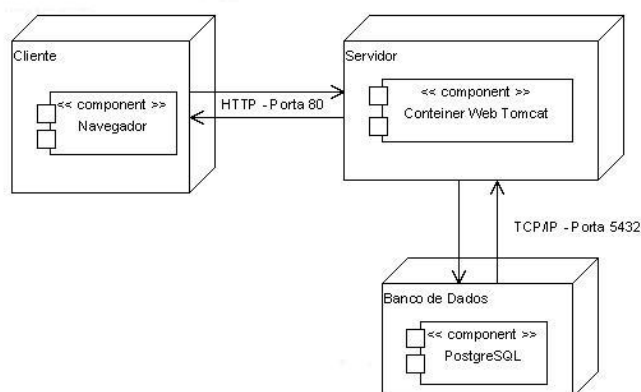 Cliente
<< component >>
Navegador
HTTP - Porta 80
Servidor
<< component >>
Conteiner Web Tomcat
TCP/IP - Porta 5432
Banco de Dados
<< component >>
PostgreSQL